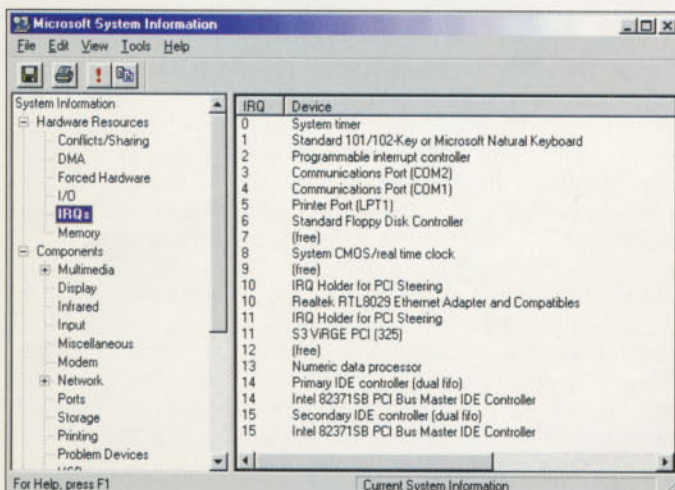 Microsoft System Information
File Edit View Tools Help
System Information
Hardware Resources
Conflicts/Sharing
DMA
Forced Hardware
I/O
IRQs
Memory
Components
Multimedia
Display
Infrared
Input
Miscellaneous
Modem
Network
Ports
Storage
Printing
Problem Devices
IRQ Device
0 System timer
1 Standard 101/102-Key or Microsoft Natural Keyboard
2 Programmable interrupt controller
3 Communications Port (COM2)
4 Communications Port (COM1)
5 Printer Port (LPT1)
6 Standard Floppy Disk Controller
7 (free)
8 System CMOS/real time clock
9 (free)
10 IRQ Holder for PCI Steering
10 Realtek RTL8029 Ethernet Adapter and Compatibles
11 IRQ Holder for PCI Steering
11 S3 ViRGE PCI (325)
12 (free)
13 Numeric data processor
14 Primary IDE controller (dual fifo)
14 Intel 82371SB PCI Bus Master IDE Controller
15 Secondary IDE controller (dual fifo)
15 Intel 82371SB PCI Bus Master IDE Controller
For Help, press F1
Current System Information